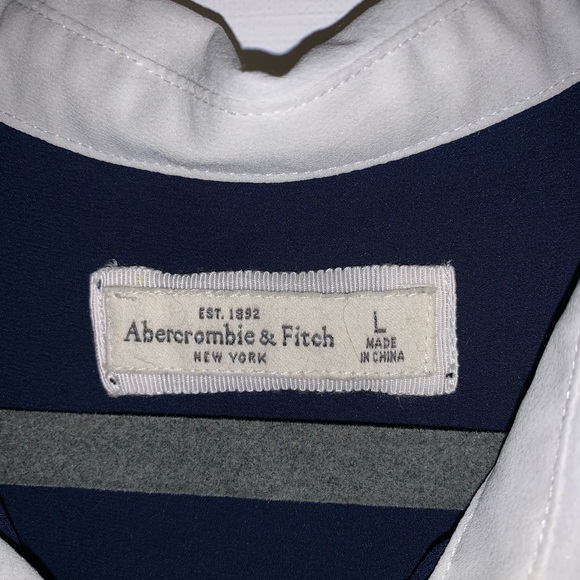 EST. 1892
Abercrombie & Fitch
NEW YORK
L
MADE
IN CHINA